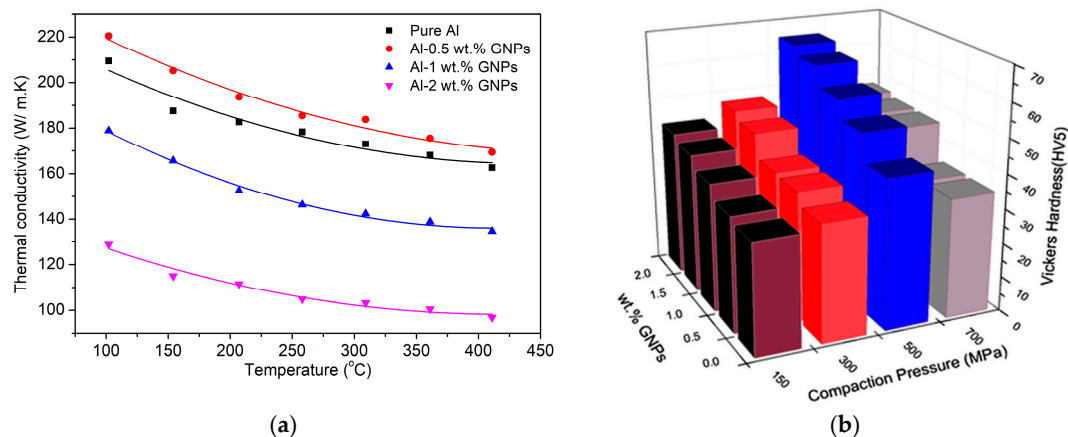 (a)
Thermal conductivity (W/ m.K)
220
200
180
160
140
120
100
100 150 200 250 300 350 400 450
Temperature (°C)
Pure Al
Al-0.5 wt.% GNPs
Al-1 wt.% GNPs
Al-2 wt.% GNPs
(a)
(b)
70
60
50
40
30
20
10
0
Vickers Hardness(HV5)
2.0
1.5
1.0
0.5
0.0
wt.% GNPs
150
300
500
700
Compaction Pressure (MPa)
(b)